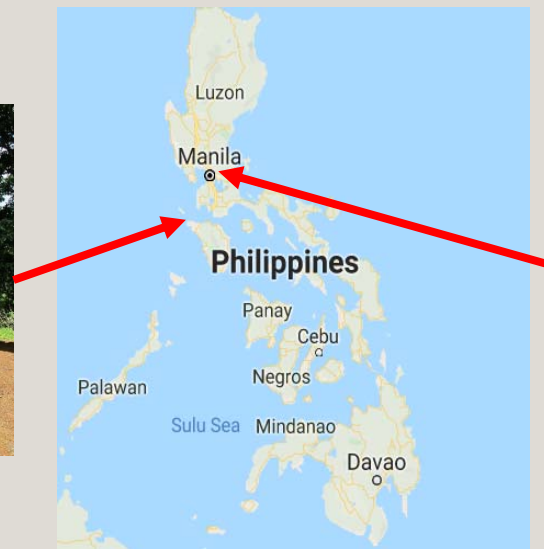 Luzon
Manila
Philippines
Panay
Cebu
Negros
Palawan
Sulu Sea
Mindanao
Davao